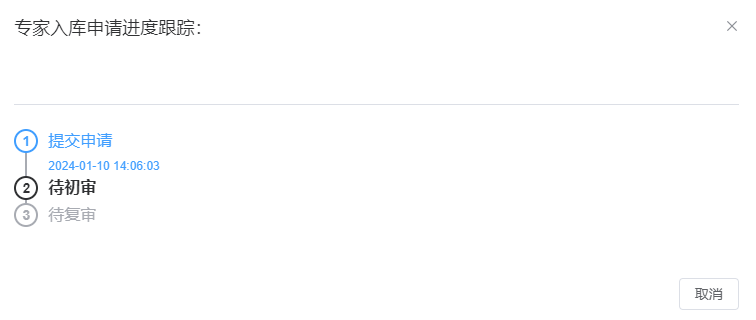 专家入库申请进度跟踪：
1 提交申请
2024-01-10 14:06:03
2 待初审
3 待复审
取消